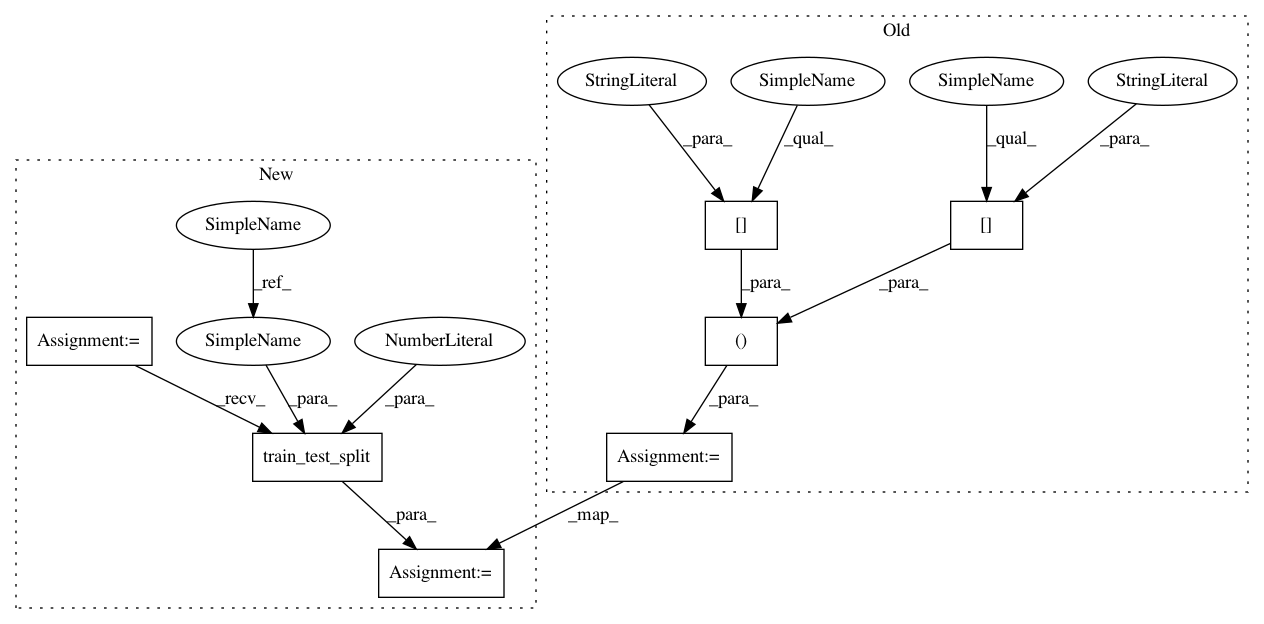 Old
StringLiteral
SimpleName
SimpleName
StringLiteral
_para_
_qual_
_qual_
_para_
New
SimpleName
[]
[]
_ref_
_para_
_para_
Assignment:=
SimpleName
NumberLiteral
()
_recv_
_para_
_para_
_para_
train_test_split
Assignment:=
_para_
_map_
Assignment:=